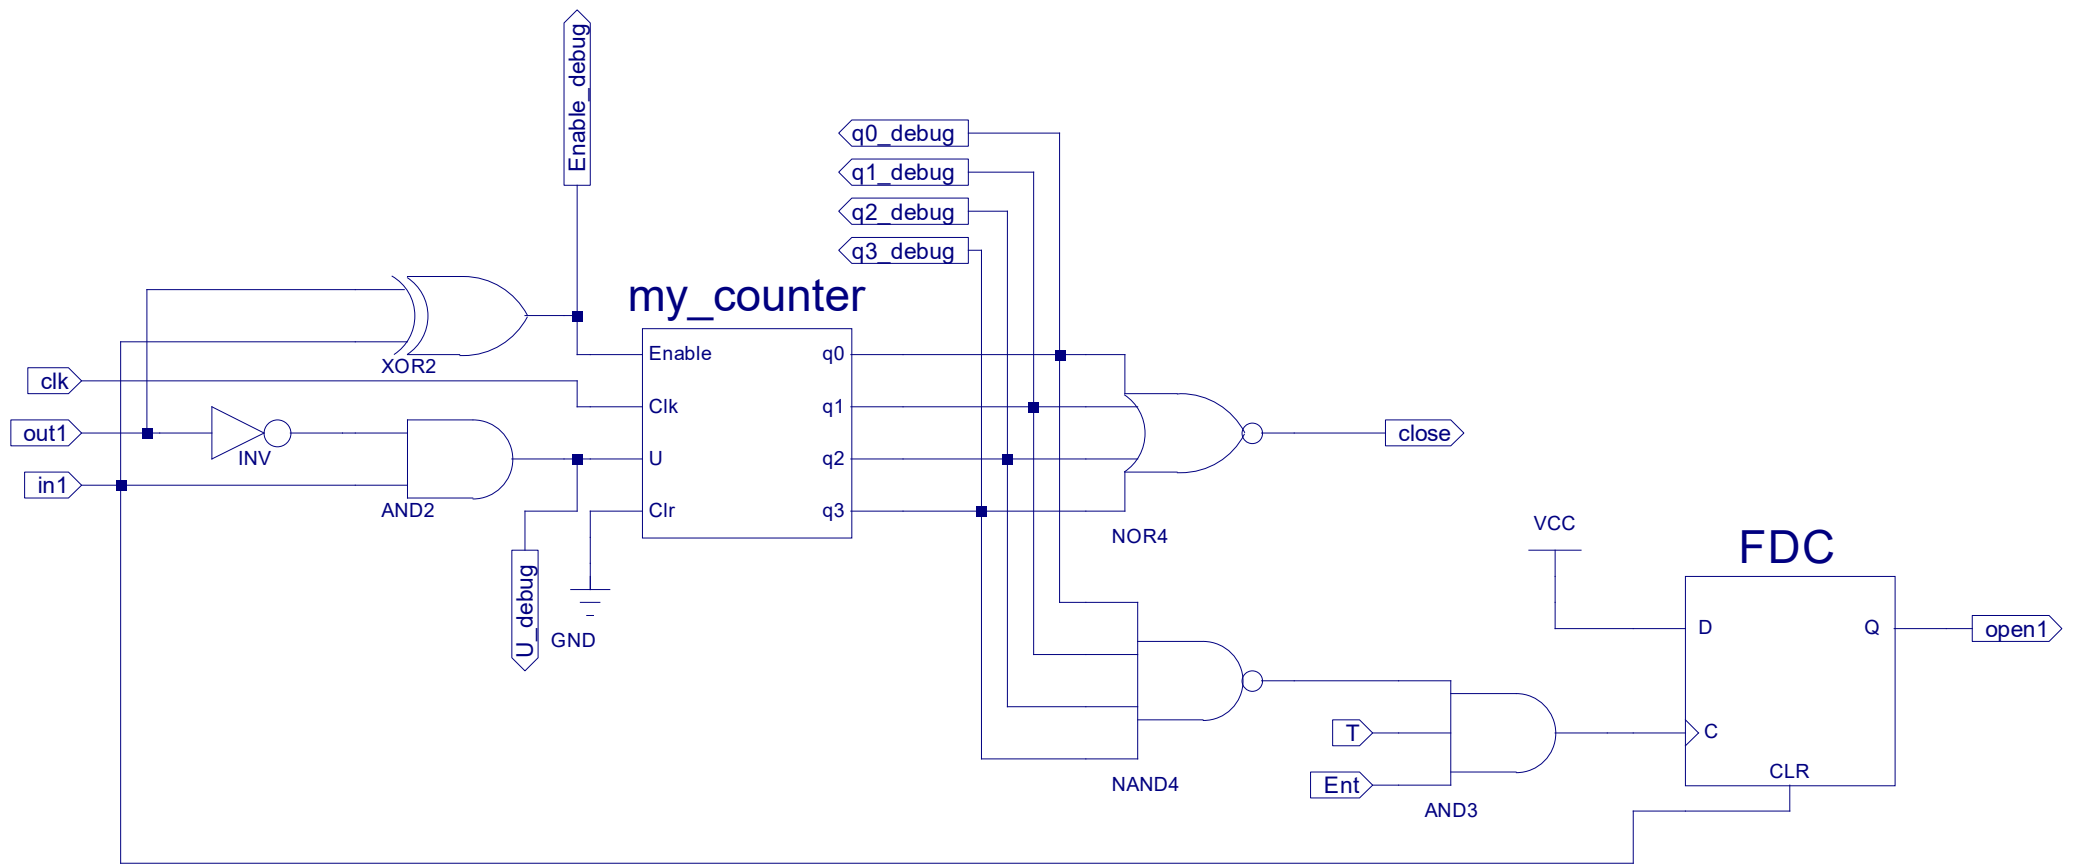 Enable_debug
q0_debug
q1_debug
q2_debug
q3_debug
my_counter
XOR2
Enable
q0
clk
Clk
q1
out1
INV
U
q2
close
in1
AND2
Clr
q3
NOR4
VCC
FDC
U_debug
GND
D
Q
open1
T
C
CLR
Ent
NAND4
AND3